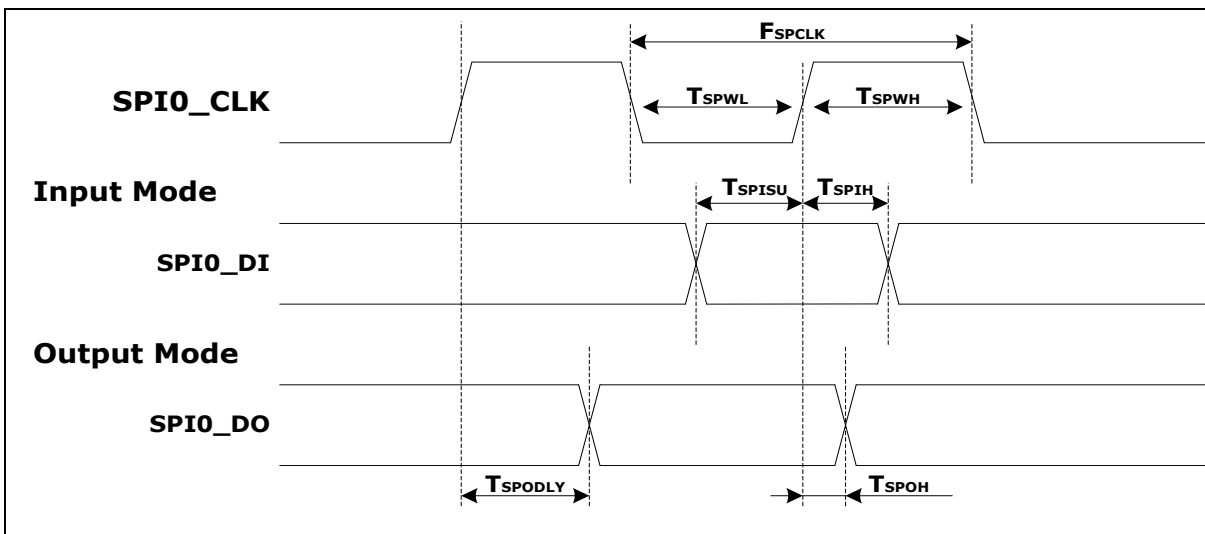 FSPCLK
SPI0_CLK
TSPWL
TSPWH
Input Mode
TSPISU
TSPIH
SPI0_DI
Output Mode
SPI0_DO
TSPODLY
TSPOH